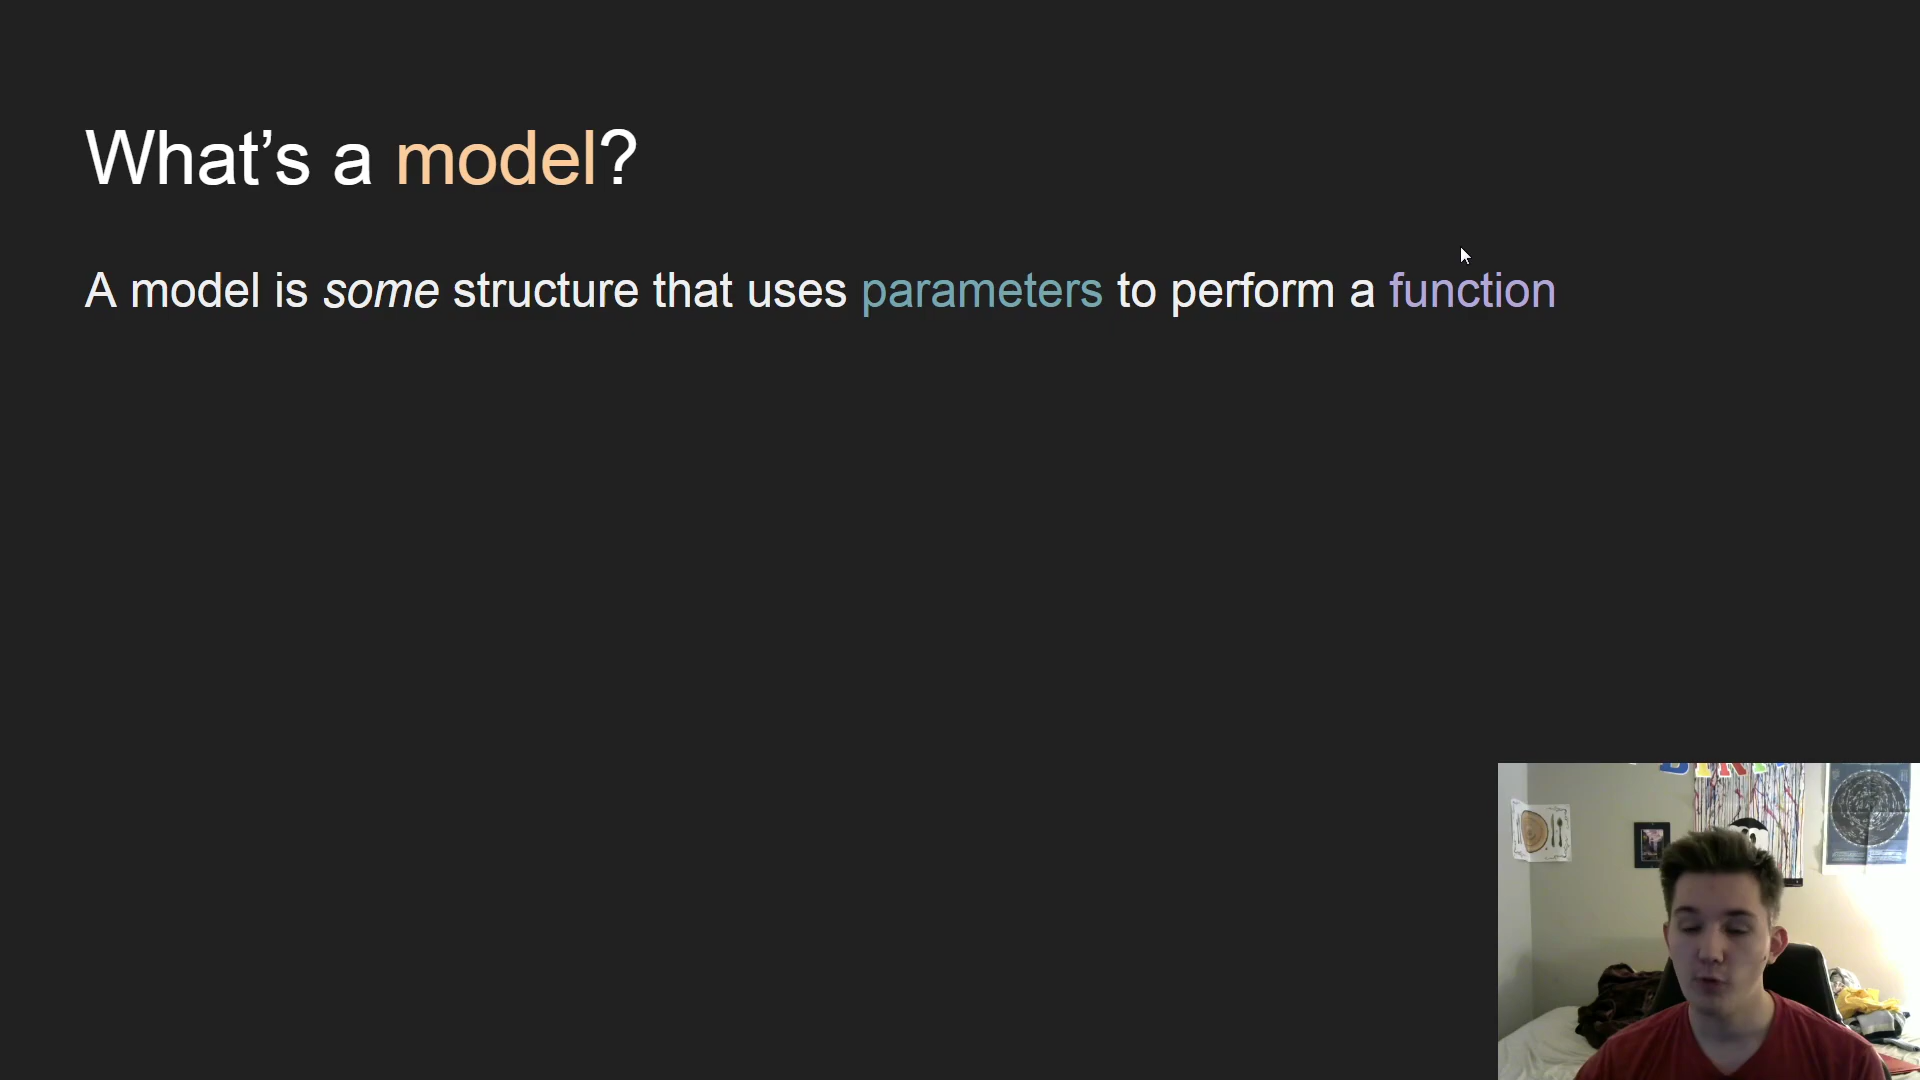 What’s a model?
A model is some structure that uses parameters to perform a function